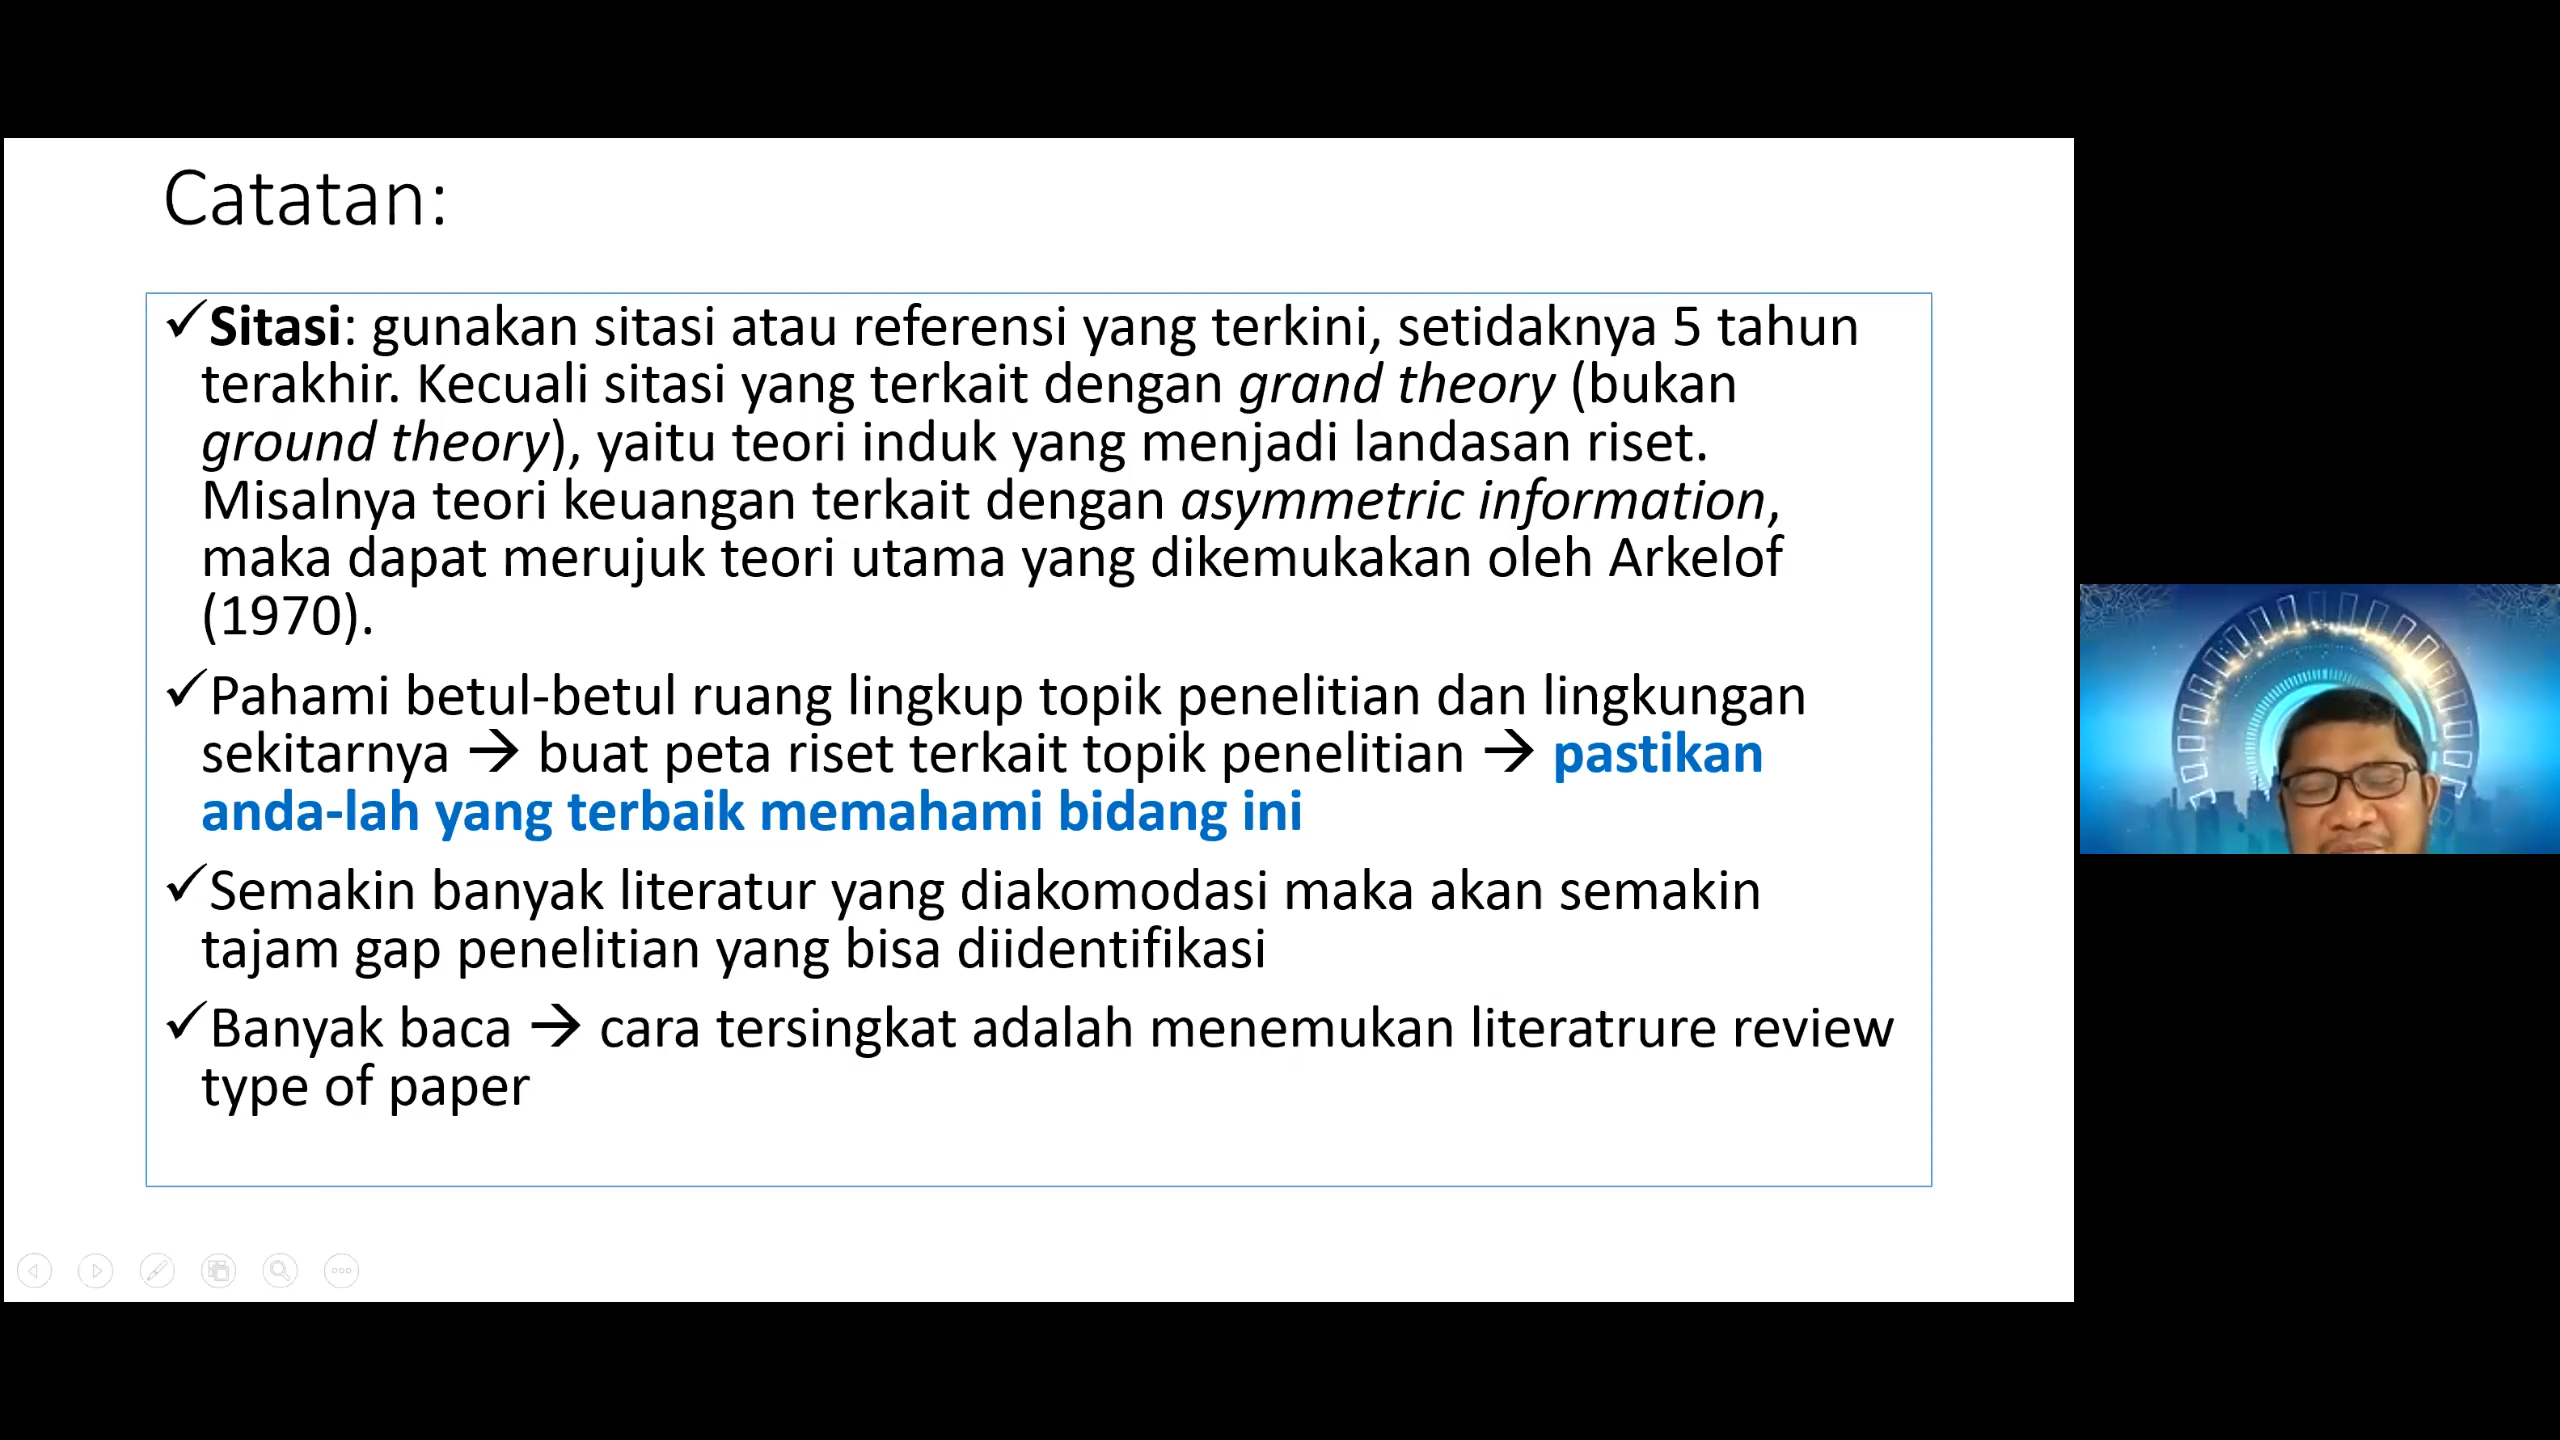 Catatan:
✓Sitasi: gunakan sitasi atau referensi yang terkini, setidaknya 5 tahun
terakhir. Kecuali sitasi yang terkait dengan grand theory (bukan
ground theory), yaitu teori induk yang menjadi landasan riset.
Misalnya teori keuangan terkait dengan asymmetric information,
maka dapat merujuk teori utama yang dikemukakan oleh Arkelof
(1970).
✓Pahami betul-betul ruang lingkup topik penelitian dan lingkungan
sekitarnya → buat peta riset terkait topik penelitian → pastikan
anda-lah yang terbaik memahami bidang ini
✓Semakin banyak literatur yang diakomodasi maka akan semakin
tajam gap penelitian yang bisa diidentifikasi
✓Banyak baca → cara tersingkat adalah menemukan literatrure review
type of paper